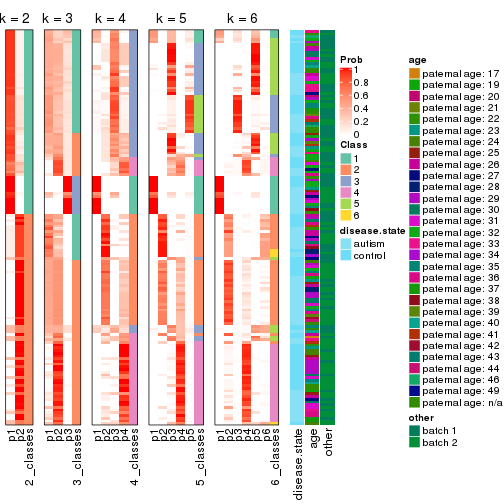 k = 2 k = 3 k = 4 k = 5 k = 6
p1
p2
2_classes
p1
p2
p3
3_classes
p1
p2
p3
p4
4_classes
p1
p2
p3
p4
p5
5_classes
p1
p2
p3
p4
p5
p6
6_classes
disease.state
age
other
Prob
1
0.8
0.6
0.4
0.2
0
Class
1
2
3
4
5
6
disease.state
autism
control
age
paternal age: 17
paternal age: 19
paternal age: 20
paternal age: 21
paternal age: 22
paternal age: 23
paternal age: 24
paternal age: 25
paternal age: 26
paternal age: 27
paternal age: 28
paternal age: 29
paternal age: 30
paternal age: 31
paternal age: 32
paternal age: 33
paternal age: 34
paternal age: 35
paternal age: 36
paternal age: 37
paternal age: 38
paternal age: 39
paternal age: 40
paternal age: 41
paternal age: 42
paternal age: 43
paternal age: 44
paternal age: 46
paternal age: 49
paternal age: n/a
other
batch 1
batch 2